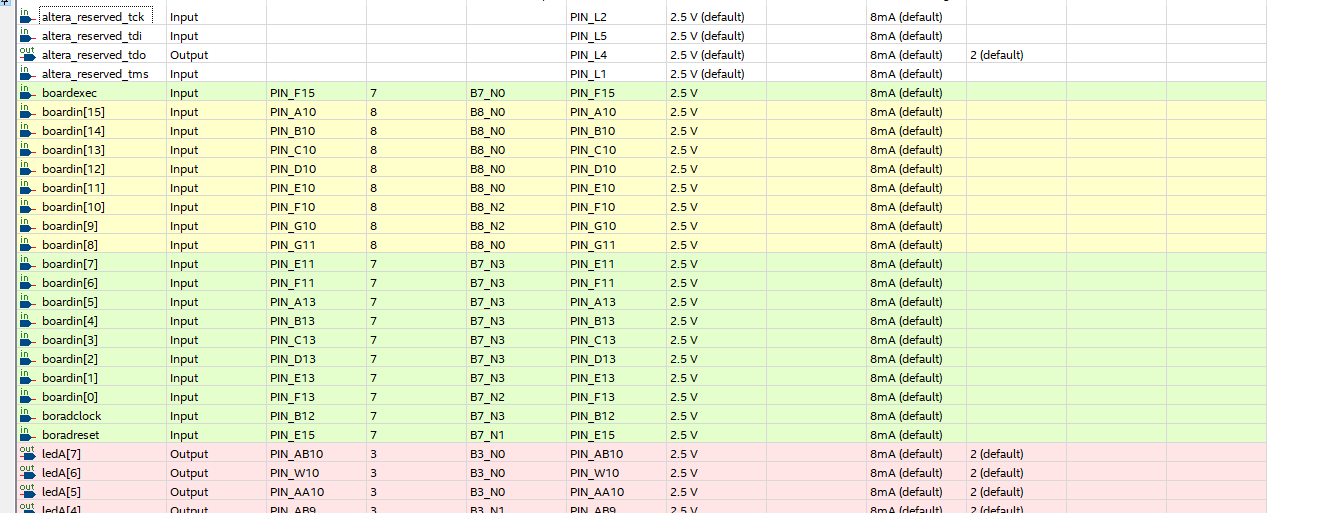 in altera_reserved_tck Input PIN_L2 2.5 V (default) 8mA (default)
in altera_reserved_tdi Input PIN_L5 2.5 V (default) 8mA (default)
out altera_reserved_tdo Output PIN_L4 2.5 V (default) 8mA (default) 2 (default)
in altera_reserved_tms Input PIN_L1 2.5 V (default) 8mA (default)
in boardexec Input PIN_F15 7 B7_N0 PIN_F15 2.5 V 8mA (default)
in boardin[15] Input PIN_A10 8 B8_N0 PIN_A10 2.5 V 8mA (default)
in boardin[14] Input PIN_B10 8 B8_N0 PIN_B10 2.5 V 8mA (default)
in boardin[13] Input PIN_C10 8 B8_N0 PIN_C10 2.5 V 8mA (default)
in boardin[12] Input PIN_D10 8 B8_N0 PIN_D10 2.5 V 8mA (default)
in boardin[11] Input PIN_E10 8 B8_N0 PIN_E10 2.5 V 8mA (default)
in boardin[10] Input PIN_F10 8 B8_N2 PIN_F10 2.5 V 8mA (default)
in boardin[9] Input PIN_G10 8 B8_N2 PIN_G10 2.5 V 8mA (default)
in boardin[8] Input PIN_G11 8 B8_N0 PIN_G11 2.5 V 8mA (default)
in boardin[7] Input PIN_E11 7 B7_N3 PIN_E11 2.5 V 8mA (default)
in boardin[6] Input PIN_F11 7 B7_N3 PIN_F11 2.5 V 8mA (default)
in boardin[5] Input PIN_A13 7 B7_N3 PIN_A13 2.5 V 8mA (default)
in boardin[4] Input PIN_B13 7 B7_N3 PIN_B13 2.5 V 8mA (default)
in boardin[3] Input PIN_C13 7 B7_N3 PIN_C13 2.5 V 8mA (default)
in boardin[2] Input PIN_D13 7 B7_N3 PIN_D13 2.5 V 8mA (default)
in boardin[1] Input PIN_E13 7 B7_N3 PIN_E13 2.5 V 8mA (default)
in boardin[0] Input PIN_F13 7 B7_N2 PIN_F13 2.5 V 8mA (default)
in boradclock Input PIN_B12 7 B7_N3 PIN_B12 2.5 V 8mA (default)
in boradreset Input PIN_E15 7 B7_N1 PIN_E15 2.5 V 8mA (default)
out ledA[7] Output PIN_AB10 3 B3_N0 PIN_AB10 2.5 V 8mA (default) 2 (default)
out ledA[6] Output PIN_W10 3 B3_N0 PIN_W10 2.5 V 8mA (default) 2 (default)
out ledA[5] Output PIN_AA10 3 B3_N0 PIN_AA10 2.5 V 8mA (default) 2 (default)
out ledA[4] Output PIN_AB9 3 B3_N1 PIN_AB9 2.5 V 8mA (default) 2 (default)